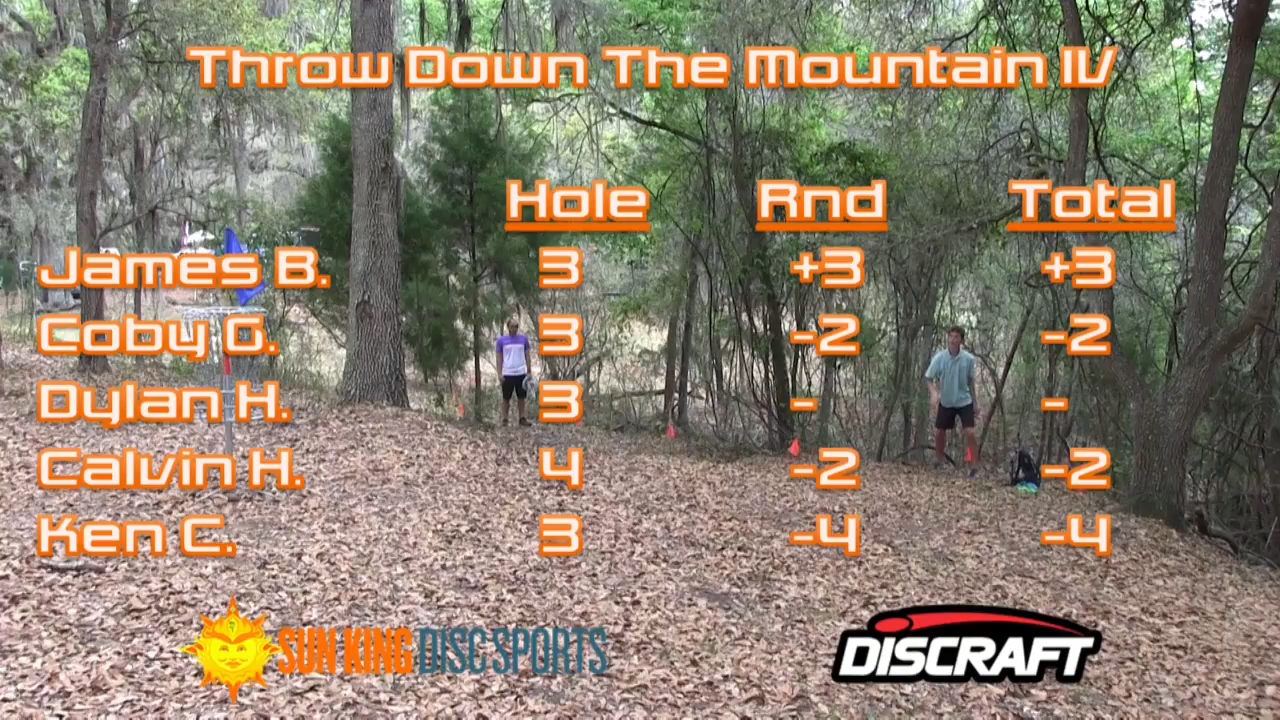 Throw Down The Mountain IV
Hole Rnd Total
James B. 3 +3 +3
Coby G. 3 -2 -2
Dylan H. 3 - -
Calvin H. 4 -2 -2
Ken C. 3 -4 -4
SUN KING DISC SPORTS
DISCRAFT